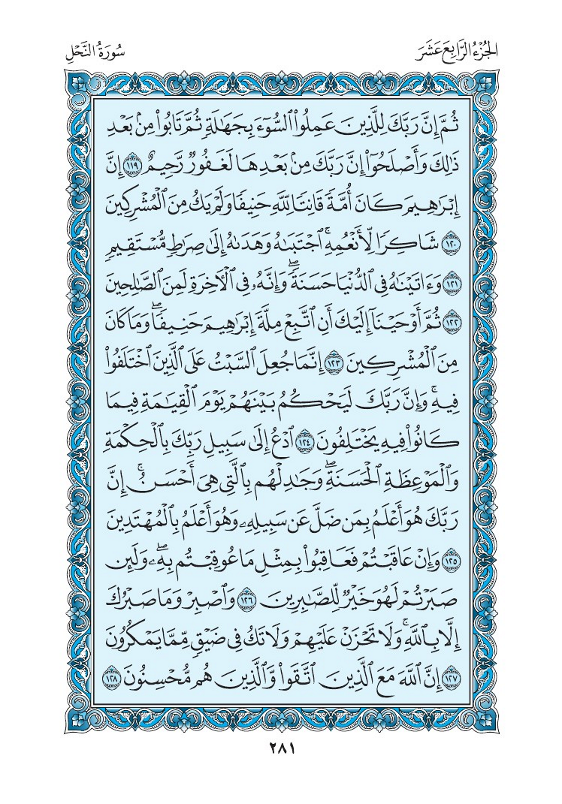 الجزء الرابع عشر
سورة النحل
ثُمَّ إِنَّ رَبَّكَ لِلَّذِينَ عَمِلُوا۟ ٱلسُّوٓءَ بِجَهَـٰلَةٍ ثُمَّ تَابُوا۟ مِنۢ بَعْدِ
ذَٰلِكَ وَأَصْلَحُوٓا۟ إِنَّ رَبَّكَ مِنۢ بَعْدِهَا لَغَفُورٌ رَّحِيمٌ ١١٩ إِنَّ
إِبْرَٰهِيمَ كَانَ أُمَّةً قَانِتًا لِّلَّهِ حَنِيفًا وَلَمْ يَكُ مِنَ ٱلْمُشْرِكِينَ
١٢٠ شَاكِرًا لِّأَنْعُمِهِ ۚ ٱجْتَبَىٰهُ وَهَدَىٰهُ إِلَىٰ صِرَٰطٍ مُّسْتَقِيمٍ
١٢١ وَءَاتَيْنَـٰهُ فِى ٱلدُّنْيَا حَسَنَةً ۖ وَإِنَّهُۥ فِى ٱلْـَٔاخِرَةِ لَمِنَ ٱلصَّـٰلِحِينَ
١٢٢ ثُمَّ أَوْحَيْنَآ إِلَيْكَ أَنِ ٱتَّبِعْ مِلَّةَ إِبْرَٰهِيمَ حَنِيفًا ۖ وَمَا كَانَ
مِنَ ٱلْمُشْرِكِينَ ١٢٣ إِنَّمَا جُعِلَ ٱلسَّبْتُ عَلَى ٱلَّذِينَ ٱخْتَلَفُوا۟
فِيهِ ۚ وَإِنَّ رَبَّكَ لَيَحْكُمُ بَيْنَهُمْ يَوْمَ ٱلْقِيَـٰمَةِ فِيمَا
كَانُوا۟ فِيهِ يَخْتَلِفُونَ ١٢٤ ٱدْعُ إِلَىٰ سَبِيلِ رَبِّكَ بِٱلْحِكْمَةِ
وَٱلْمَوْعِظَةِ ٱلْحَسَنَةِ ۖ وَجَـٰدِلْهُم بِٱلَّتِى هِىَ أَحْسَنُ ۚ إِنَّ
رَبَّكَ هُوَ أَعْلَمُ بِمَن ضَلَّ عَن سَبِيلِهِۦ ۖ وَهُوَ أَعْلَمُ بِٱلْمُهْتَدِينَ
١٢٥ وَإِنْ عَاقَبْتُمْ فَعَاقِبُوا۟ بِمِثْلِ مَا عُوقِبْتُم بِهِۦ ۖ وَلَئِن
صَبَرْتُمْ لَهُوَ خَيْرٌ لِّلصَّـٰبِرِينَ ١٢٦ وَٱصْبِرْ وَمَا صَبْرُكَ
إِلَّا بِٱللَّهِ ۚ وَلَا تَحْزَنْ عَلَيْهِمْ وَلَا تَكُ فِى ضَيْقٍ مِّمَّا يَمْكُرُونَ
١٢٧ إِنَّ ٱللَّهَ مَعَ ٱلَّذِينَ ٱتَّقَوا۟ وَّٱلَّذِينَ هُم مُّحْسِنُونَ ١٢٨
٢٨١